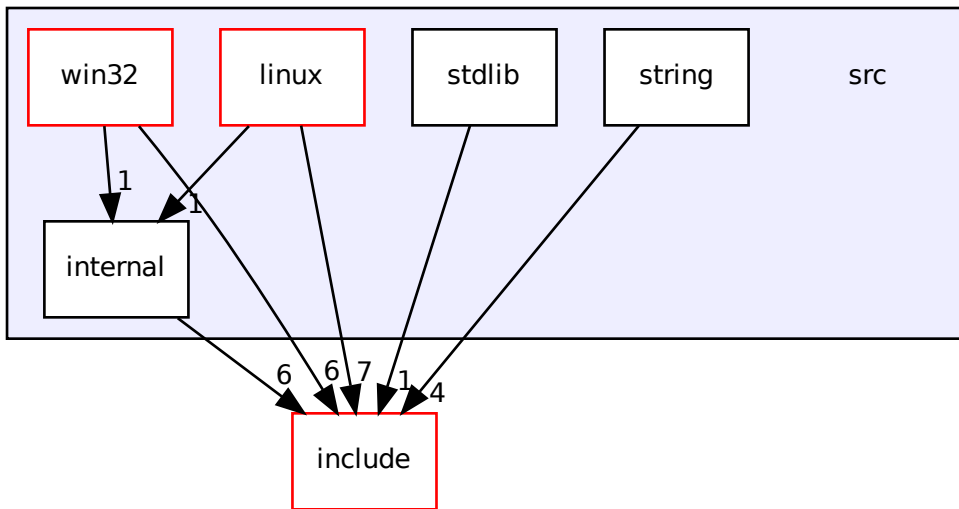 win32
linux
stdlib
string
src
1
1
internal
6
6
7
1
4
include